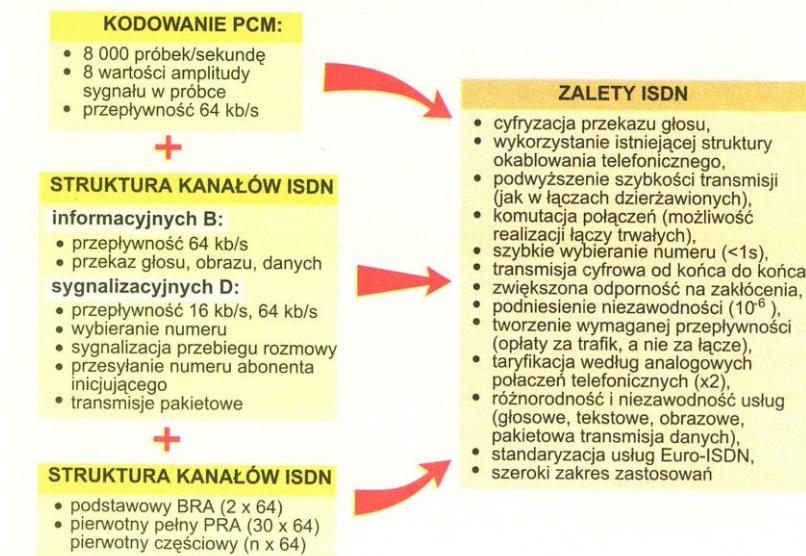 KODOWANIE PCM:
• 8 000 próbek/sekundę
• 8 wartości amplitudy
sygnału w próbce
• przepływność 64 kb/s
+
STRUKTURA KANAŁÓW ISDN
informacyjnych B:
• przepływność 64 kb/s
• przekaz głosu, obrazu, danych
sygnalizacyjnych D:
• przepływność 16 kb/s, 64 kb/s
• wybieranie numeru
• sygnalizacja przebiegu rozmowy
• przesyłanie numeru abonenta
inicjującego
• transmisje pakietowe
+
STRUKTURA KANAŁÓW ISDN
• podstawowy BRA (2 x 64)
• pierwotny pełny PRA (30 x 64)
pierwotny częściowy (n x 64)
ZALETY ISDN
• cyfryzacja przekazu głosu,
• wykorzystanie istniejącej struktury
okablowania telefonicznego,
• podwyższenie szybkości transmisji
(jak w łączach dzierżawionych),
• komutacja połączeń (możliwość
realizacji łączy trwałych),
• szybkie wybieranie numeru (<1s),
• transmisja cyfrowa od końca do końca
• zwiększona odporność na zakłócenia,
• podniesienie niezawodności (10⁻⁶ ),
• tworzenie wymaganej przepływności
(opłaty za trafik, a nie za łącze),
• taryfikacja według analogowych
połaczeń telefonicznych (x2),
• różnorodność i niezawodność usług
(głosowe, tekstowe, obrazowe,
pakietowa transmisja danych),
• standaryzacja usług Euro-ISDN,
• szeroki zakres zastosowań